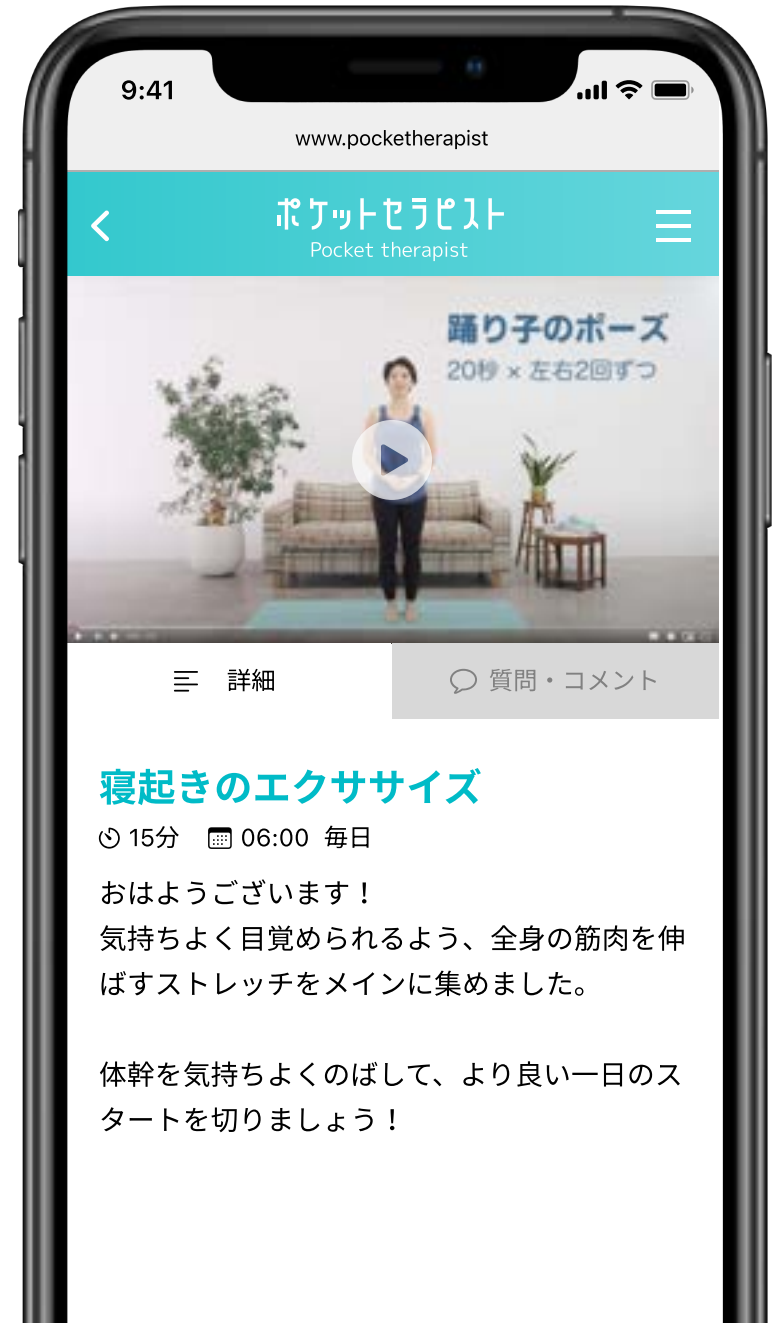 9:41
www.pocketherapist
ポケットセラピスト
Pocket therapist
踊り子のポーズ
20秒 × 左右2回ずつ
詳細
質問・コメント
寝起きのエクササイズ
15分 06:00 毎日
おはようございます！
気持ちよく目覚められるよう、全身の筋肉を伸
ばすストレッチをメインに集めました。
体幹を気持ちよくのばして、より良い一日のス
タートを切りましょう！